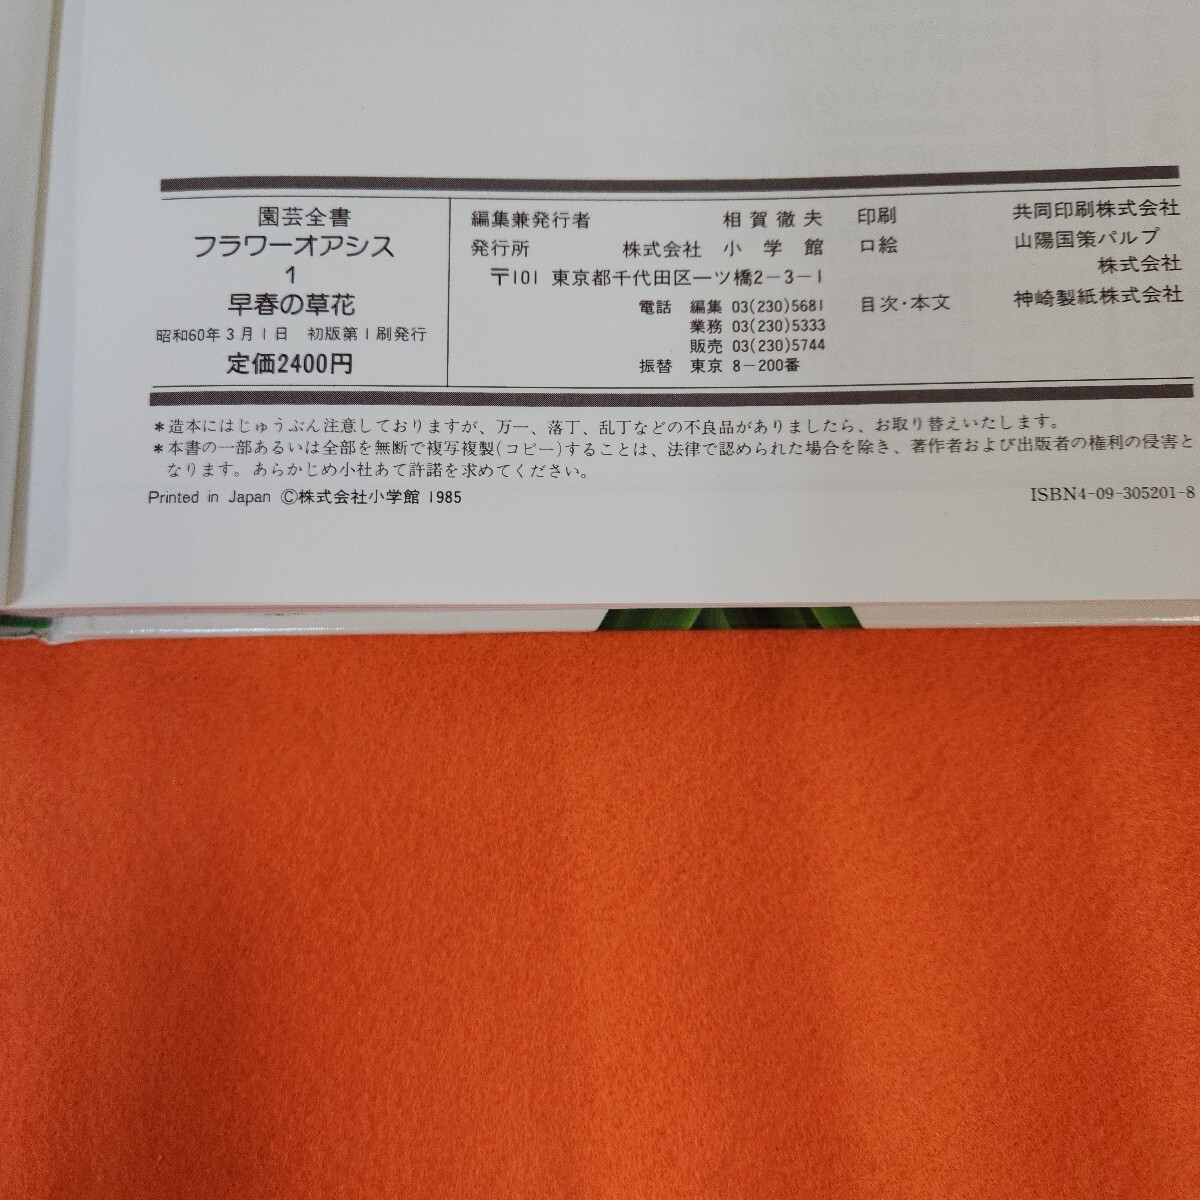 園芸全書
フラワーオアシス
1
早春の草花
昭和60年3月1日 初版第1刷発行
定価2400円
編集兼発行者 相賀徹夫
発行所 株式会社 小学館
〒101 東京都千代田区一ツ橋2-3-1
電話 編集 03(230)5681
業務 03(230)5333
販売 03(230)5744
振替 東京 8-200番
印刷 共同印刷株式会社
口絵 山陽国策パルプ
株式会社
目次・本文 神崎製紙株式会社
*造本にはじゅうぶん注意しておりますが、万一、落丁、乱丁などの不良品がありましたら、お取り替えいたします。
*本書の一部あるいは全部を無断で複写複製(コピー)することは、法律で認められた場合を除き、著作者および出版者の権利の侵害と
なります。あらかじめ小社あて許諾を求めてください。
Printed in Japan ©株式会社小学館 1985
ISBN4-09-305201-8